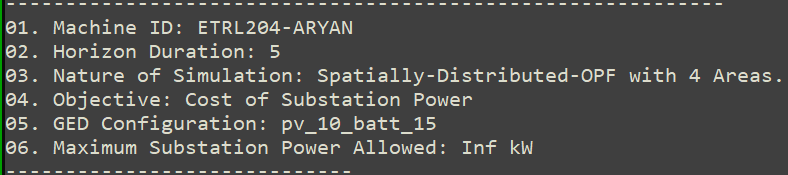 ---------------------------------------------------------------
01. Machine ID: ETRL204-ARYAN
02. Horizon Duration: 5
03. Nature of Simulation: Spatially-Distributed-OPF with 4 Areas.
04. Objective: Cost of Substation Power
05. GED Configuration: pv_10_batt_15
06. Maximum Substation Power Allowed: Inf kW
------------------------------